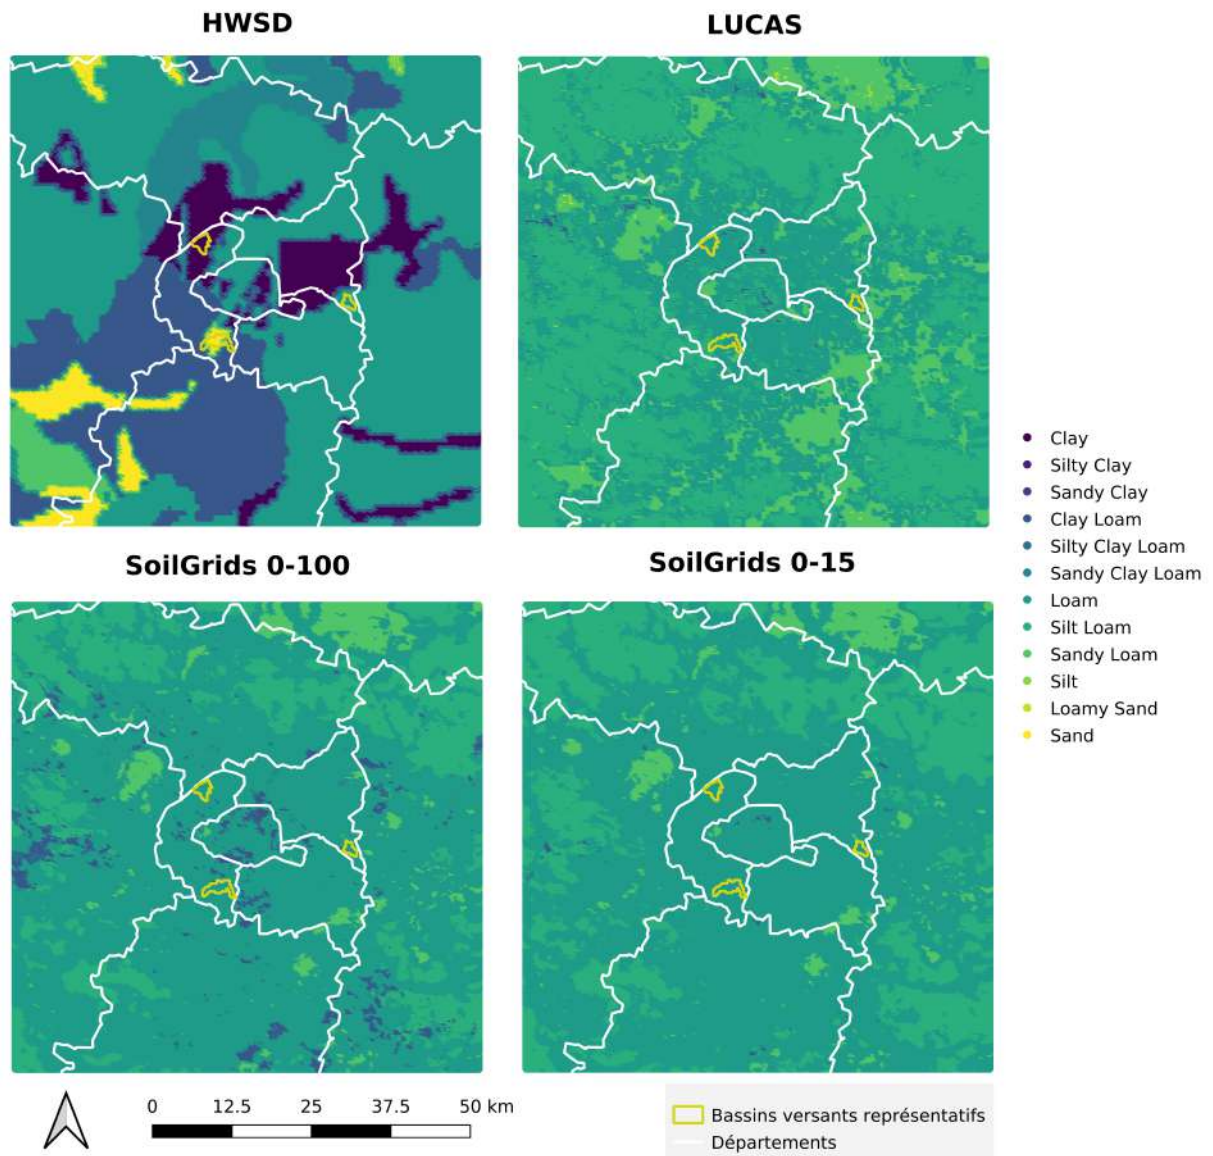 HWSD
LUCAS
SoilGrids 0-100
SoilGrids 0-15
Clay
Silty Clay
Sandy Clay
Clay Loam
Silty Clay Loam
Sandy Clay Loam
Loam
Silt Loam
Sandy Loam
Silt
Loamy Sand
Sand
0 12.5 25 37.5 50 km
Bassins versants représentatifs
Départements